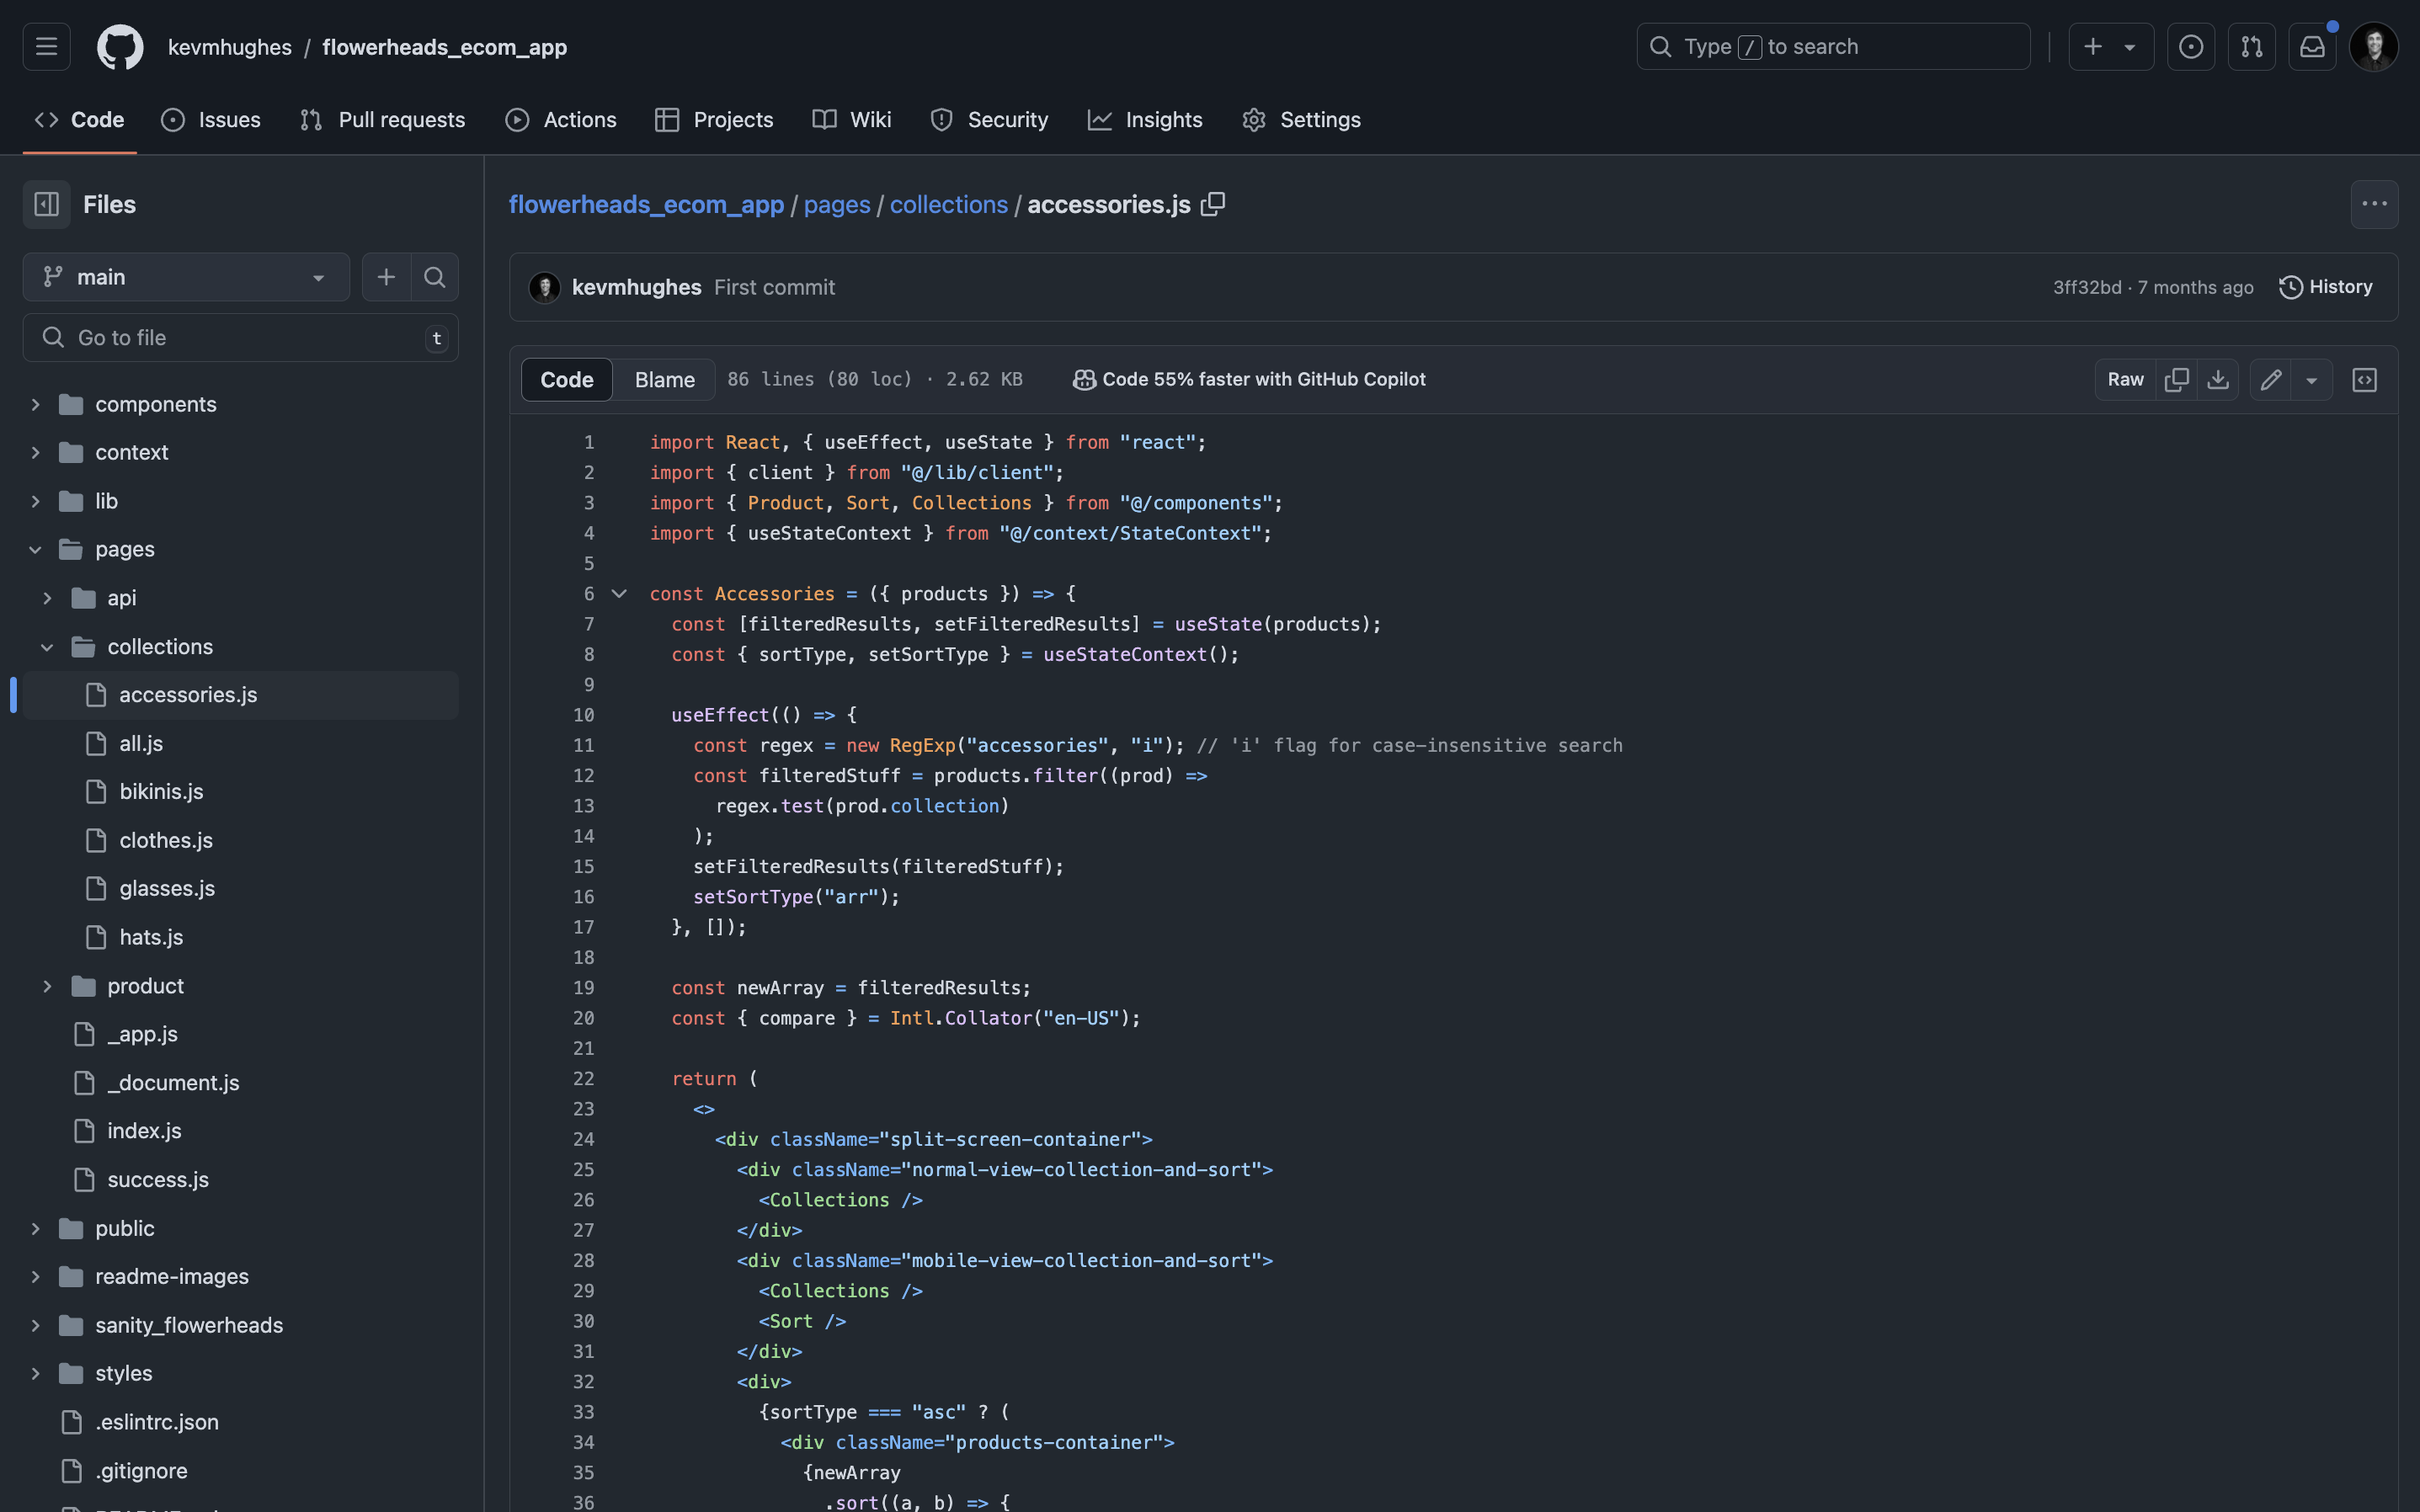 kevmhughes / flowerheads_ecom_app
Type / to search
Code
Issues
Pull requests
Actions
Projects
Wiki
Security
Insights
Settings
Files
main
Go to file
t
components
context
lib
pages
api
collections
accessories.js
all.js
bikinis.js
clothes.js
glasses.js
hats.js
product
_app.js
_document.js
index.js
success.js
public
readme-images
sanity_flowerheads
styles
.eslintrc.json
.gitignore
flowerheads_ecom_app / pages / collections / accessories.js
kevmhughes First commit
3ff32bd · 7 months ago
History
Code
Blame
86 lines (80 loc) · 2.62 KB
Code 55% faster with GitHub Copilot
Raw
1 import React, { useEffect, useState } from "react";
2 import { client } from "@/lib/client";
3 import { Product, Sort, Collections } from "@/components";
4 import { useStateContext } from "@/context/StateContext";
5
6 const Accessories = ({ products }) => {
7 const [filteredResults, setFilteredResults] = useState(products);
8 const { sortType, setSortType } = useStateContext();
9
10 useEffect(() => {
11 const regex = new RegExp("accessories", "i"); // 'i' flag for case-insensitive search
12 const filteredStuff = products.filter((prod) =>
13 regex.test(prod.collection)
14 );
15 setFilteredResults(filteredStuff);
16 setSortType("arr");
17 }, []);
18
19 const newArray = filteredResults;
20 const { compare } = Intl.Collator("en-US");
21
22 return (
23 <>
24 <div className="split-screen-container">
25 <div className="normal-view-collection-and-sort">
26 <Collections />
27 </div>
28 <div className="mobile-view-collection-and-sort">
29 <Collections />
30 <Sort />
31 </div>
32 <div>
33 {sortType === "asc" ? (
34 <div className="products-container">
35 {newArray
36 .sort((a, b) => {